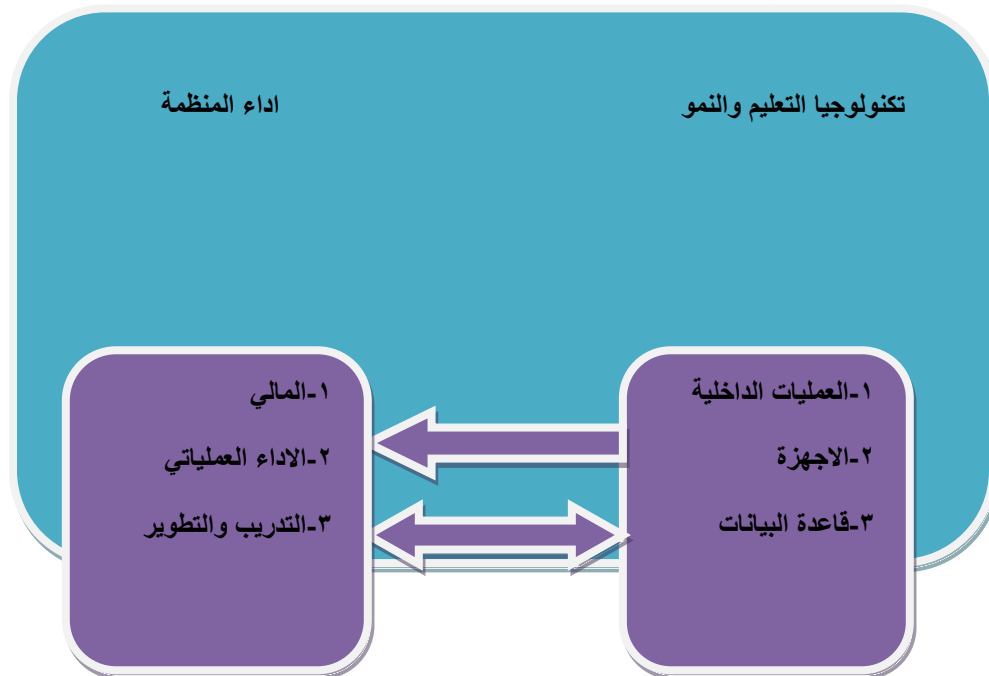 تكنولوجيا التعليم والنمو
اداء المنظمة
١-العمليات الداخلية
٢-الاجهزة
٣-قاعدة البيانات
١-المالي
٢-الاداء العملياتي
٣-التدريب والتطوير